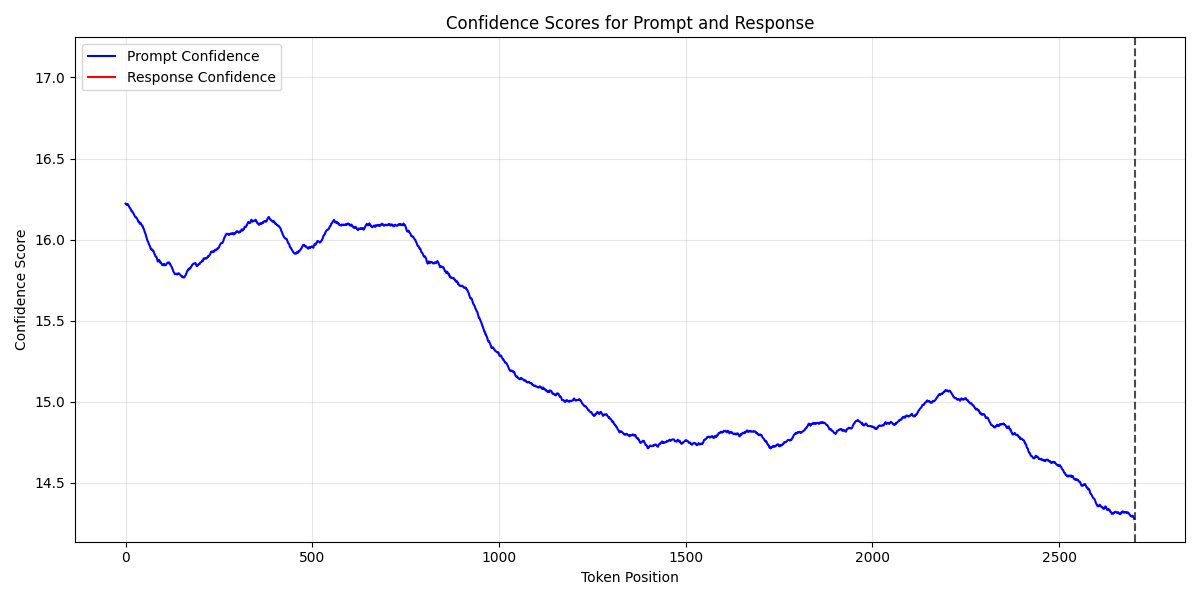 Confidence Scores for Prompt and Response
Prompt Confidence
Response Confidence
Confidence Score
17.0
16.5
16.0
15.5
15.0
14.5
0 500 1000 1500 2000 2500
Token Position